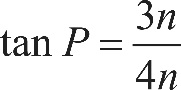 tan P = 3n/4n